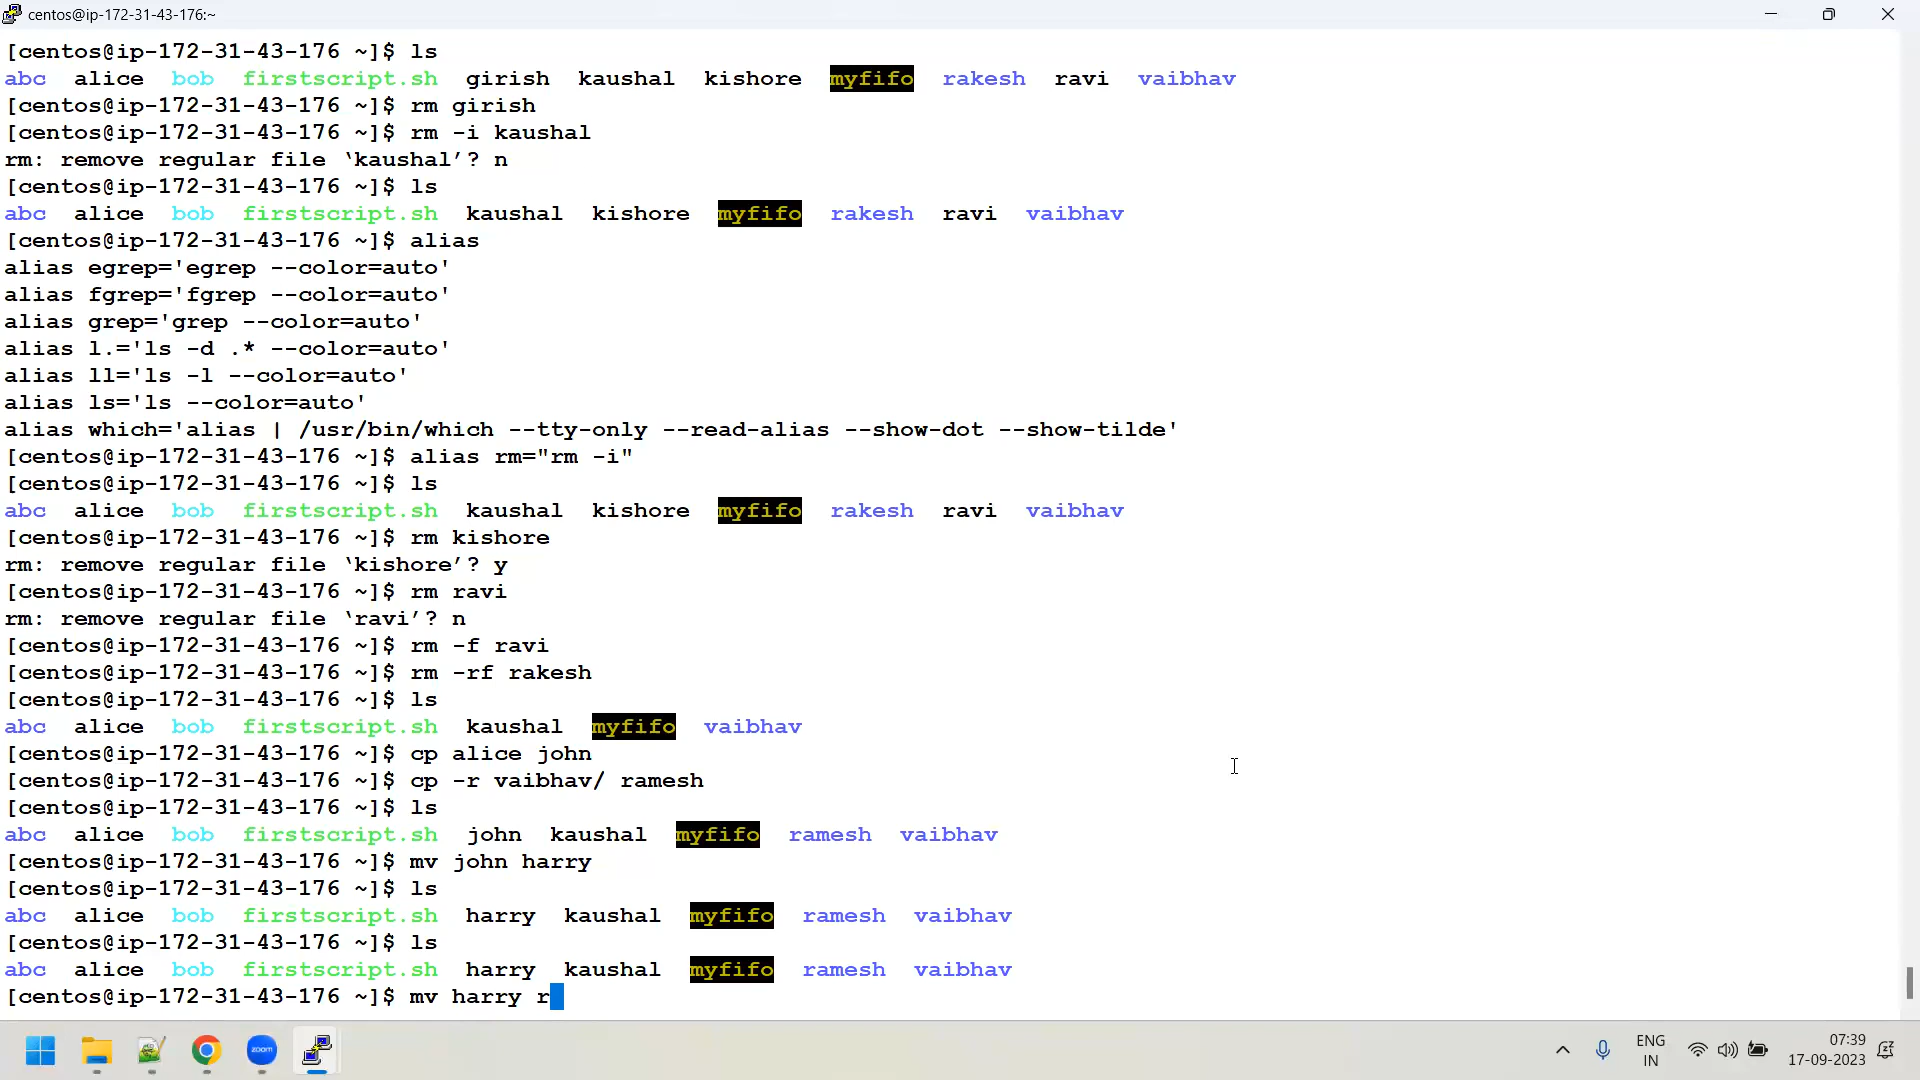 centos@ip-172-31-43-176:~
[centos@ip-172-31-43-176 ~]$ ls
abc  alice  bob  firstscript.sh  girish  kaushal  kishore  myfifo  rakesh  ravi  vaibhav
[centos@ip-172-31-43-176 ~]$ rm girish
[centos@ip-172-31-43-176 ~]$ rm -i kaushal
rm: remove regular file ‘kaushal’? n
[centos@ip-172-31-43-176 ~]$ ls
abc  alice  bob  firstscript.sh  kaushal  kishore  myfifo  rakesh  ravi  vaibhav
[centos@ip-172-31-43-176 ~]$ alias
alias egrep='egrep --color=auto'
alias fgrep='fgrep --color=auto'
alias grep='grep --color=auto'
alias l.='ls -d .* --color=auto'
alias ll='ls -l --color=auto'
alias ls='ls --color=auto'
alias which='alias | /usr/bin/which --tty-only --read-alias --show-dot --show-tilde'
[centos@ip-172-31-43-176 ~]$ alias rm="rm -i"
[centos@ip-172-31-43-176 ~]$ ls
abc  alice  bob  firstscript.sh  kaushal  kishore  myfifo  rakesh  ravi  vaibhav
[centos@ip-172-31-43-176 ~]$ rm kishore
rm: remove regular file ‘kishore’? y
[centos@ip-172-31-43-176 ~]$ rm ravi
rm: remove regular file ‘ravi’? n
[centos@ip-172-31-43-176 ~]$ rm -f ravi
[centos@ip-172-31-43-176 ~]$ rm -rf rakesh
[centos@ip-172-31-43-176 ~]$ ls
abc  alice  bob  firstscript.sh  kaushal  myfifo  vaibhav
[centos@ip-172-31-43-176 ~]$ cp alice john
[centos@ip-172-31-43-176 ~]$ cp -r vaibhav/ ramesh
[centos@ip-172-31-43-176 ~]$ ls
abc  alice  bob  firstscript.sh  john  kaushal  myfifo  ramesh  vaibhav
[centos@ip-172-31-43-176 ~]$ mv john harry
[centos@ip-172-31-43-176 ~]$ ls
abc  alice  bob  firstscript.sh  harry  kaushal  myfifo  ramesh  vaibhav
[centos@ip-172-31-43-176 ~]$ ls
abc  alice  bob  firstscript.sh  harry  kaushal  myfifo  ramesh  vaibhav
[centos@ip-172-31-43-176 ~]$ mv harry r
zoom
ENG
IN
07:39
17-09-2023